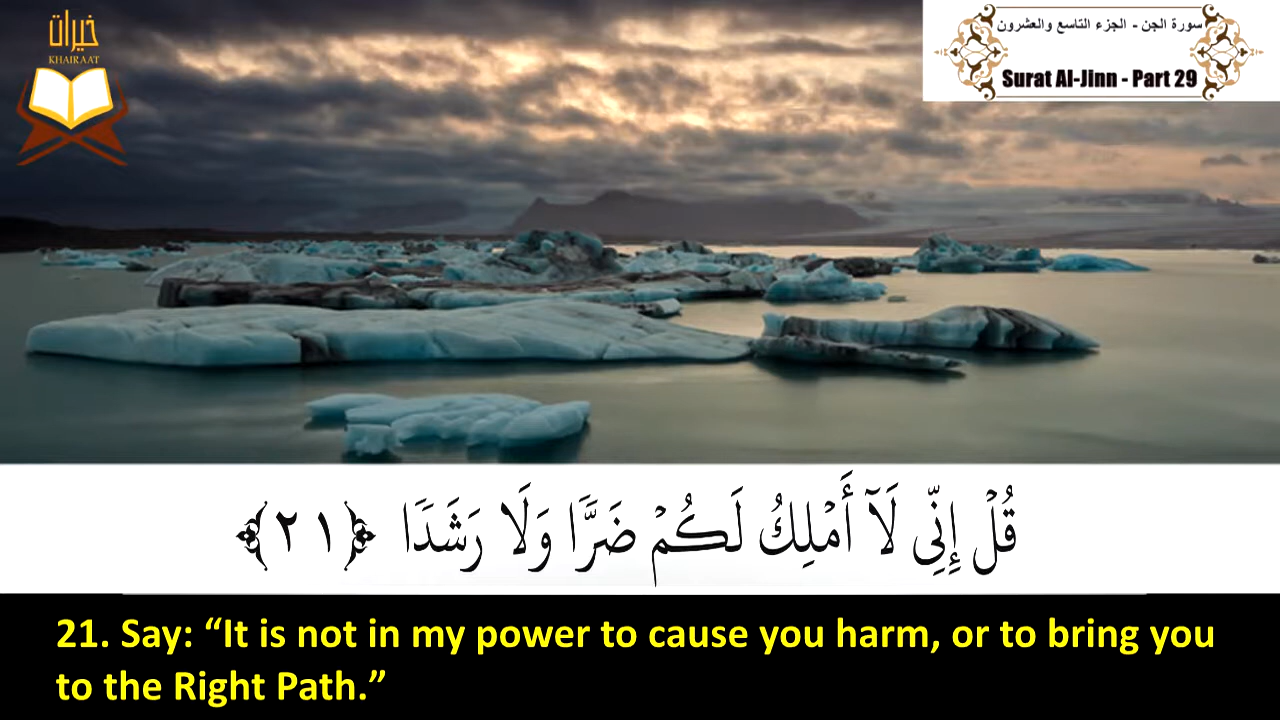 خيرات
KHAIRAAT
سورة الجن - الجزء التاسع والعشرون
Surat Al-Jinn - Part 29
قُلْ إِنِّى لَآ أَمْلِكُ لَكُمْ ضَرًّا وَلَا رَشَدًا ﴿٢١﴾
21. Say: “It is not in my power to cause you harm, or to bring you
to the Right Path.”